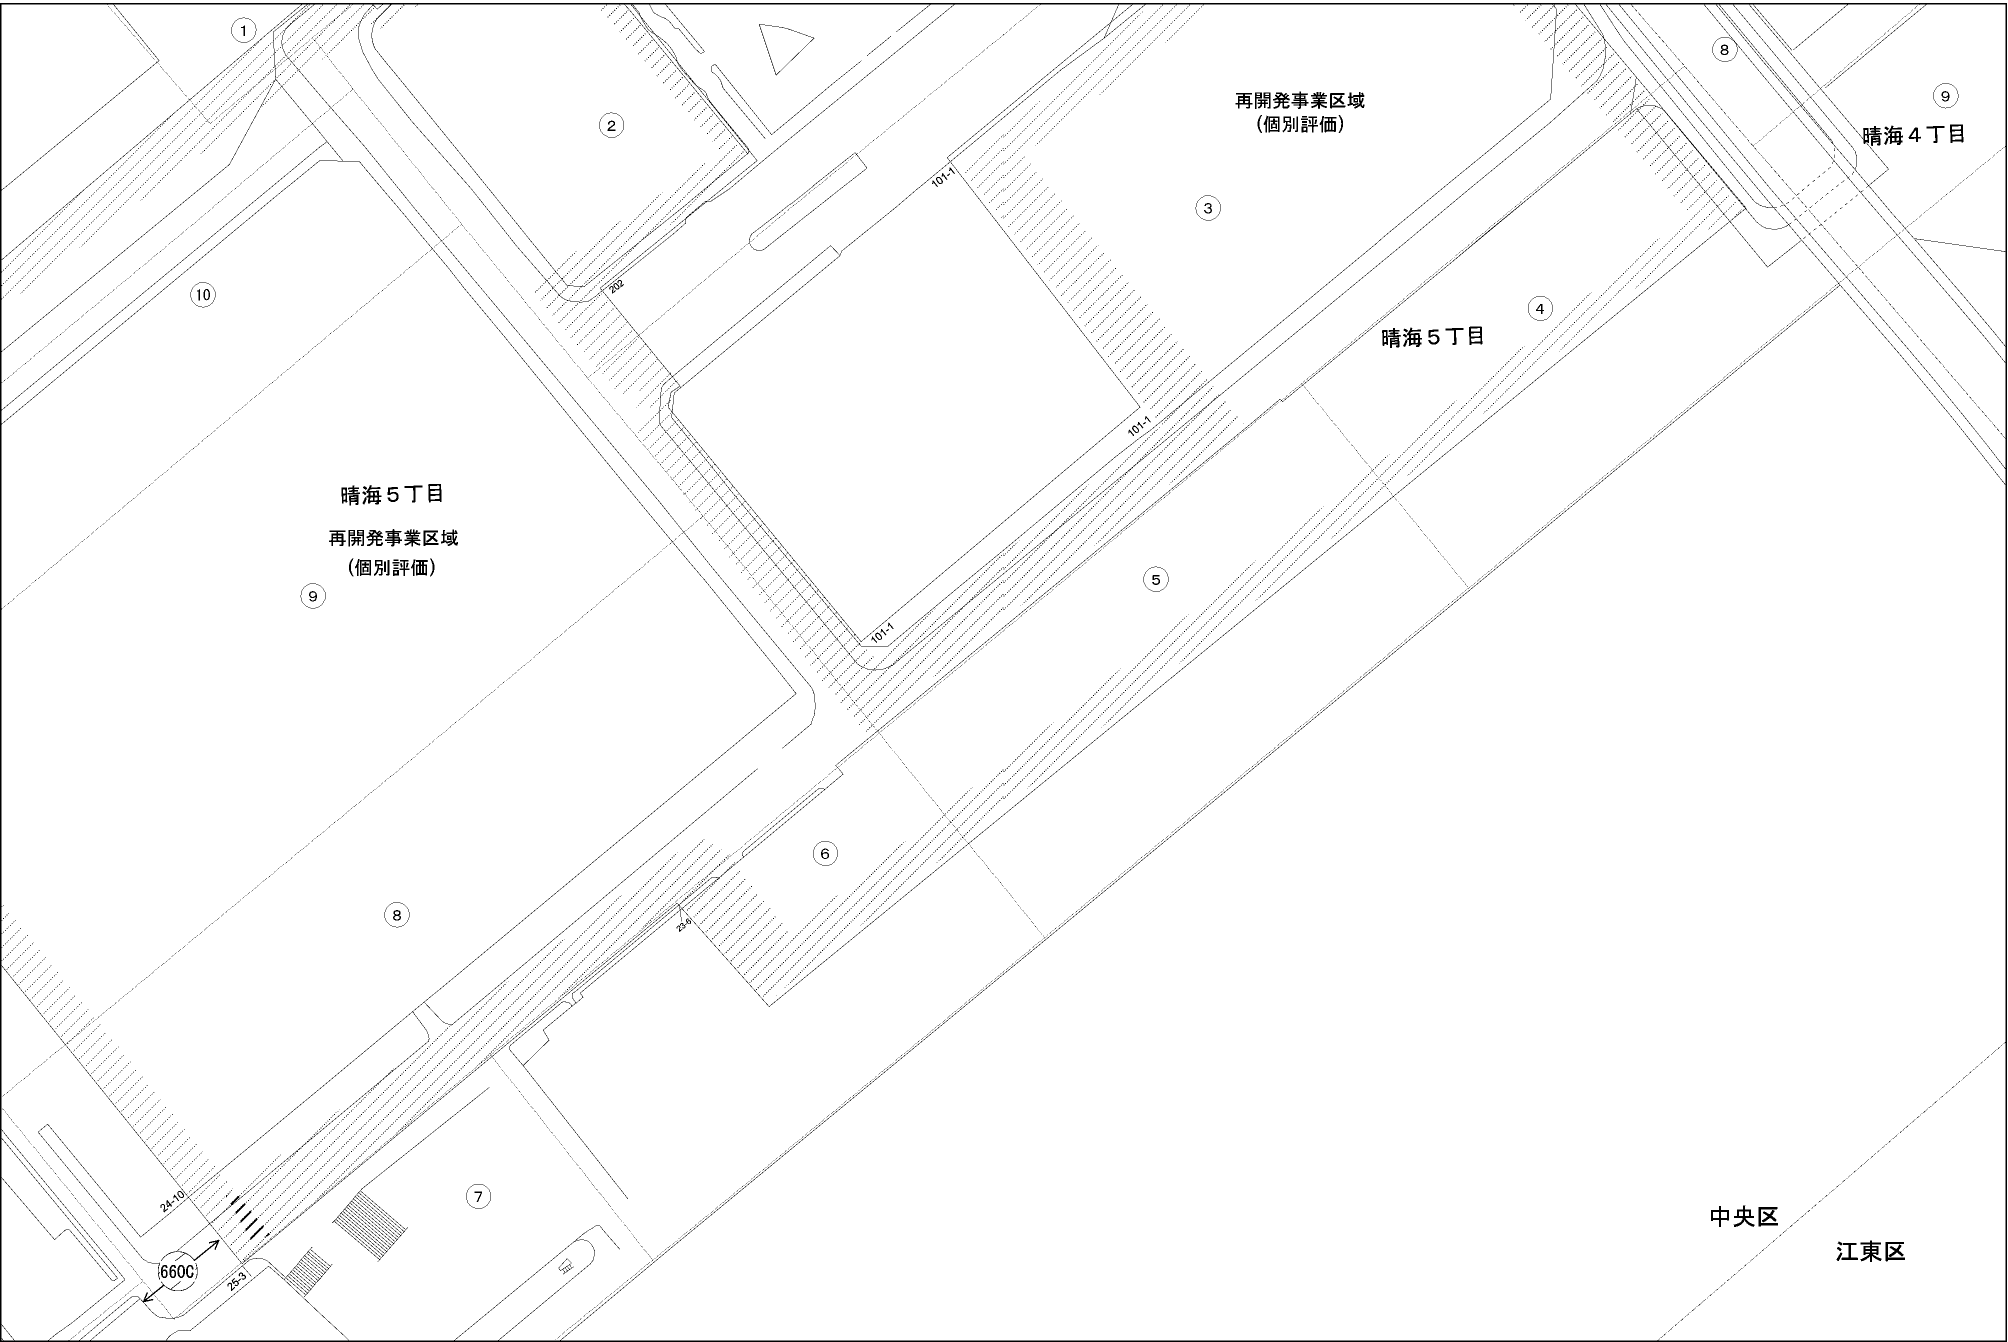 ①
⑧
⑨
再開発事業区域
(個別評価)
②
晴海４丁目
101-1
③
202
⑩
④
晴海５丁目
101-1
晴海５丁目
再開発事業区域
(個別評価)
⑨
⑤
101-1
⑥
⑧
23-6
24-10
⑦
中央区
江東区
660C
25-3